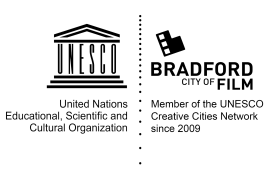 UNESCO
United Nations
Educational, Scientific and
Cultural Organization
BRADFORD
CITY OF FILM
Member of the UNESCO
Creative Cities Network
since 2009